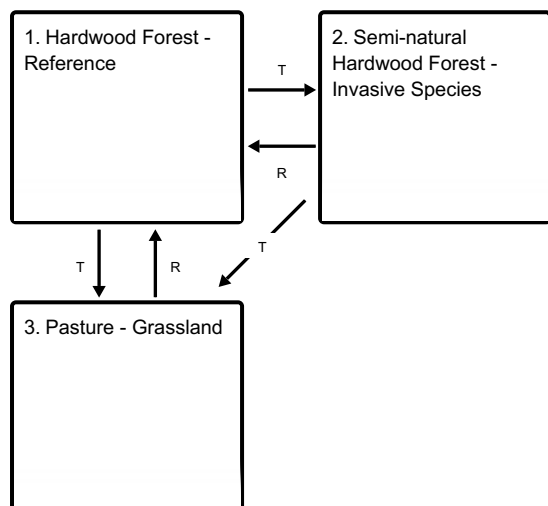 1. Hardwood Forest -
Reference
2. Semi-natural
Hardwood Forest -
Invasive Species
T
R
T
R
T
3. Pasture - Grassland